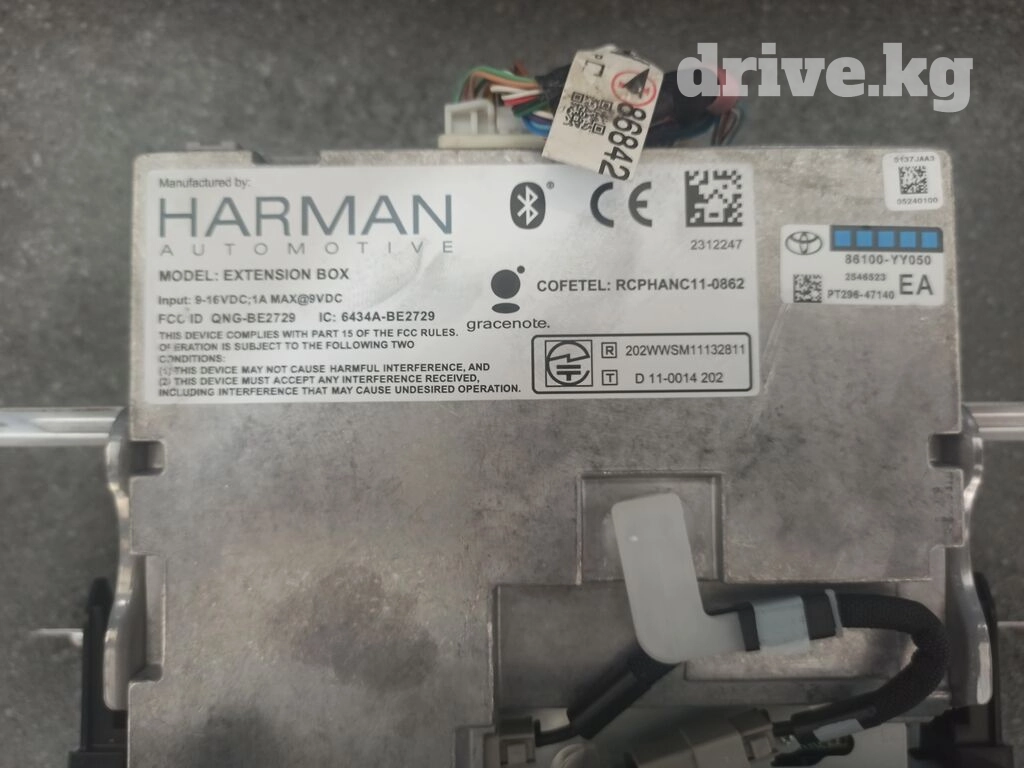 drive.kg
86842
Manufactured by:
HARMAN
AUTOMOTIVE
MODEL: EXTENSION BOX
Input: 9-16VDC;1A MAX@9VDC
FCC ID QNG-BE2729 IC: 6434A-BE2729
THIS DEVICE COMPLIES WITH PART 15 OF THE FCC RULES.
OPERATION IS SUBJECT TO THE FOLLOWING TWO
CONDITIONS:
(1) THIS DEVICE MAY NOT CAUSE HARMFUL INTERFERENCE, AND
(2) THIS DEVICE MUST ACCEPT ANY INTERFERENCE RECEIVED,
INCLUDING INTERFERENCE THAT MAY CAUSE UNDESIRED OPERATION.
CE
2312247
gracenote.
COFETEL: RCPHANC11-0862
R 202WWSM11132811
T D 11-0014 202
5137JAA3
05240100
86100-YY050
2546523
PT296-47140 EA